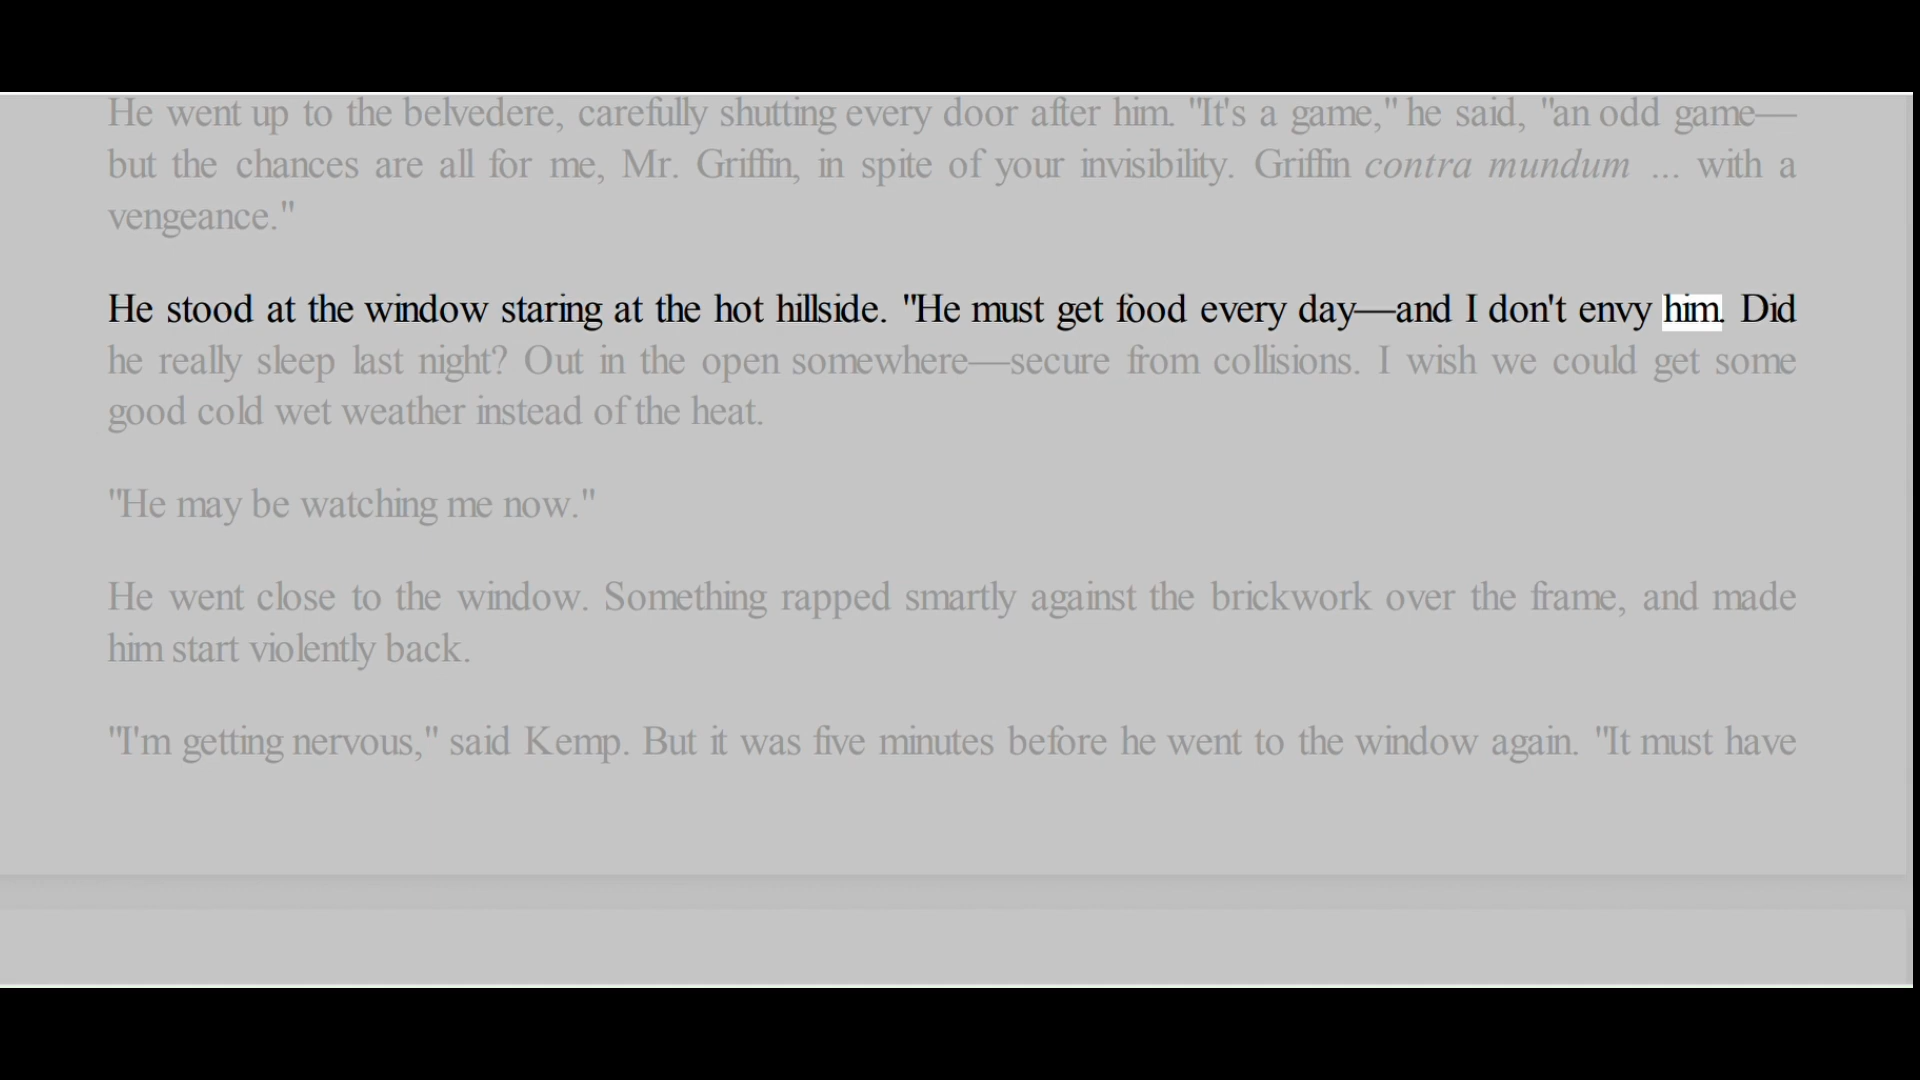 He went up to the belvedere, carefully shutting every door after him. "It's a game," he said, "an odd game—
but the chances are all for me, Mr. Griffin, in spite of your invisibility. Griffin contra mundum ... with a
vengeance."
He stood at the window staring at the hot hillside. "He must get food every day—and I don't envy him. Did
he really sleep last night? Out in the open somewhere—secure from collisions. I wish we could get some
good cold wet weather instead of the heat.
"He may be watching me now."
He went close to the window. Something rapped smartly against the brickwork over the frame, and made
him start violently back.
"I'm getting nervous," said Kemp. But it was five minutes before he went to the window again. "It must have